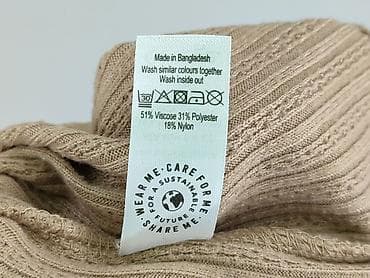 Made in Bangladesh
Wash similar colours together
Wash inside out
30
51% Viscose 31% Polyester
18% Nylon
WEAR ME · CARE FOR ME · SHARE ME ·
FOR A SUSTAINABLE FUTURE